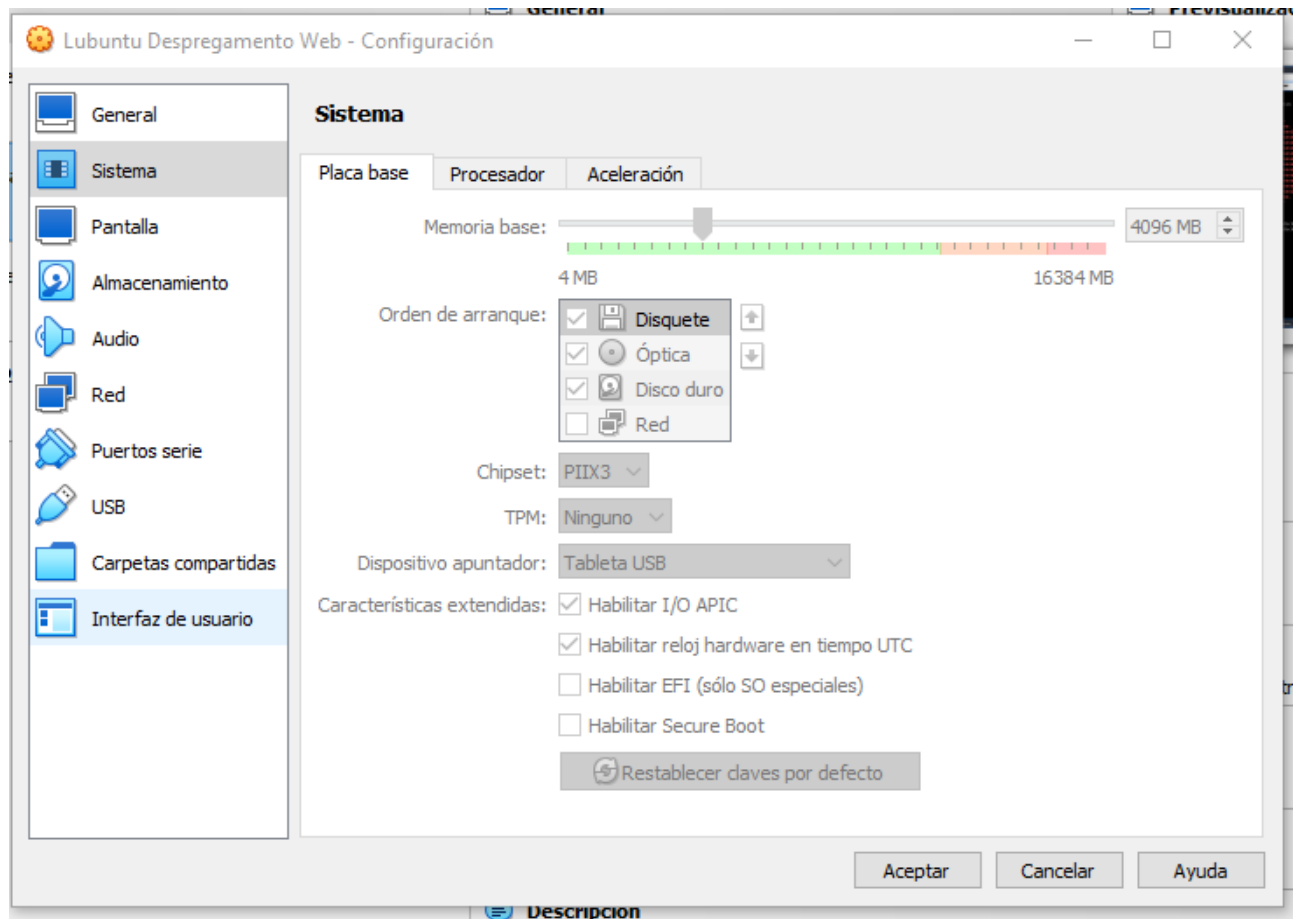 General
Lubuntu Despregamento Web - Configuración
General
Sistema
Pantalla
Almacenamiento
Audio
Red
Puertos serie
USB
Carpetas compartidas
Interfaz de usuario
Sistema
Placa base Procesador Aceleración
Memoria base: 4096 MB
4 MB 16384 MB
Orden de arranque: Disquete
Óptica
Disco duro
Red
Chipset: PIIX3
TPM: Ninguno
Dispositivo apuntador: Tableta USB
Características extendidas: Habilitar I/O APIC
Habilitar reloj hardware en tiempo UTC
Habilitar EFI (sólo SO especiales)
Habilitar Secure Boot
Restablecer claves por defecto
Aceptar Cancelar Ayuda
Descripción